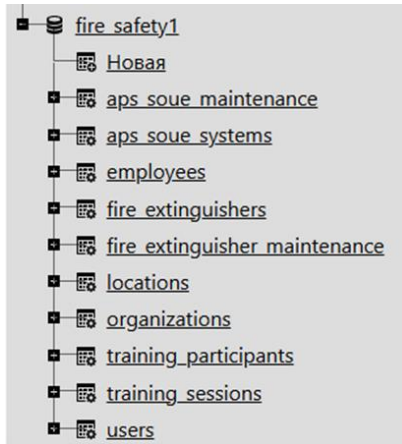 fire_safety1
Новая
aps_soue_maintenance
aps_soue_systems
employees
fire_extinguishers
fire_extinguisher_maintenance
locations
organizations
training_participants
training_sessions
users